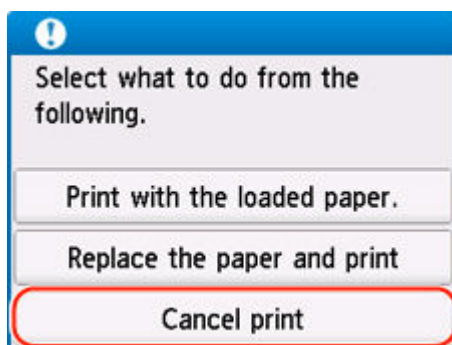 Select what to do from the
following.
Print with the loaded paper.
Replace the paper and print
Cancel print